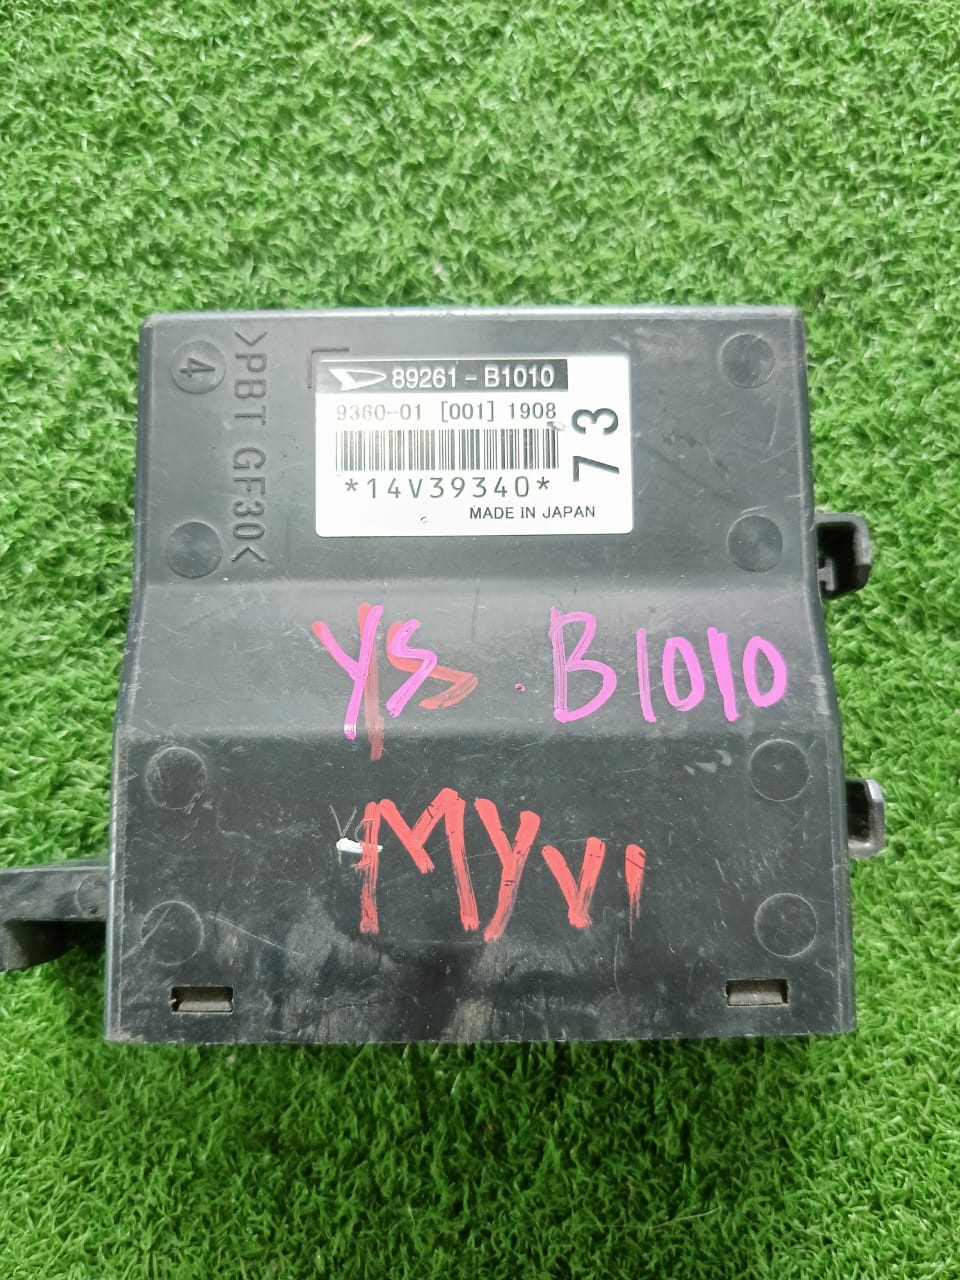 4
>PBT GF30<
89261-B1010
9360-01 [001] 1908
73
*14V39340*
MADE IN JAPAN
YS B1010
MYVI